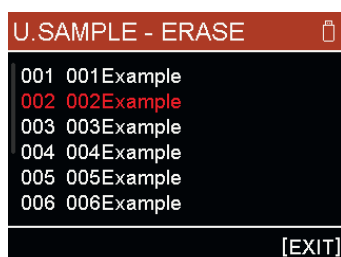 U.SAMPLE - ERASE
001 001Example
002 002Example
003 003Example
004 004Example
005 005Example
006 006Example
[EXIT]